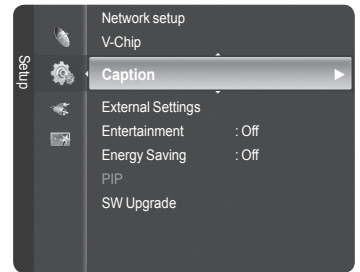 Setup
Network setup
V-Chip
Caption
External Settings
Entertainment : Off
Energy Saving : Off
PIP
SW Upgrade